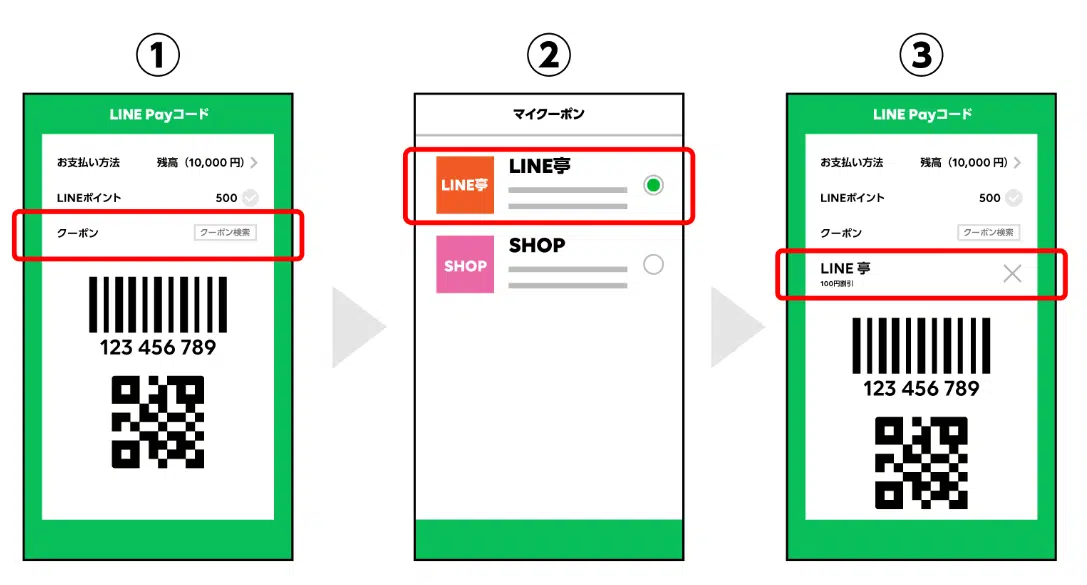 ①
LINE Payコード
お支払い方法 残高（10,000 円）
LINEポイント 500
クーポン クーポン検索
123 456 789
②
マイクーポン
LINE亭 LINE亭
SHOP SHOP
③
LINE Payコード
お支払い方法 残高（10,000 円）
LINEポイント 500
クーポン クーポン検索
LINE 亭
100円割引
123 456 789